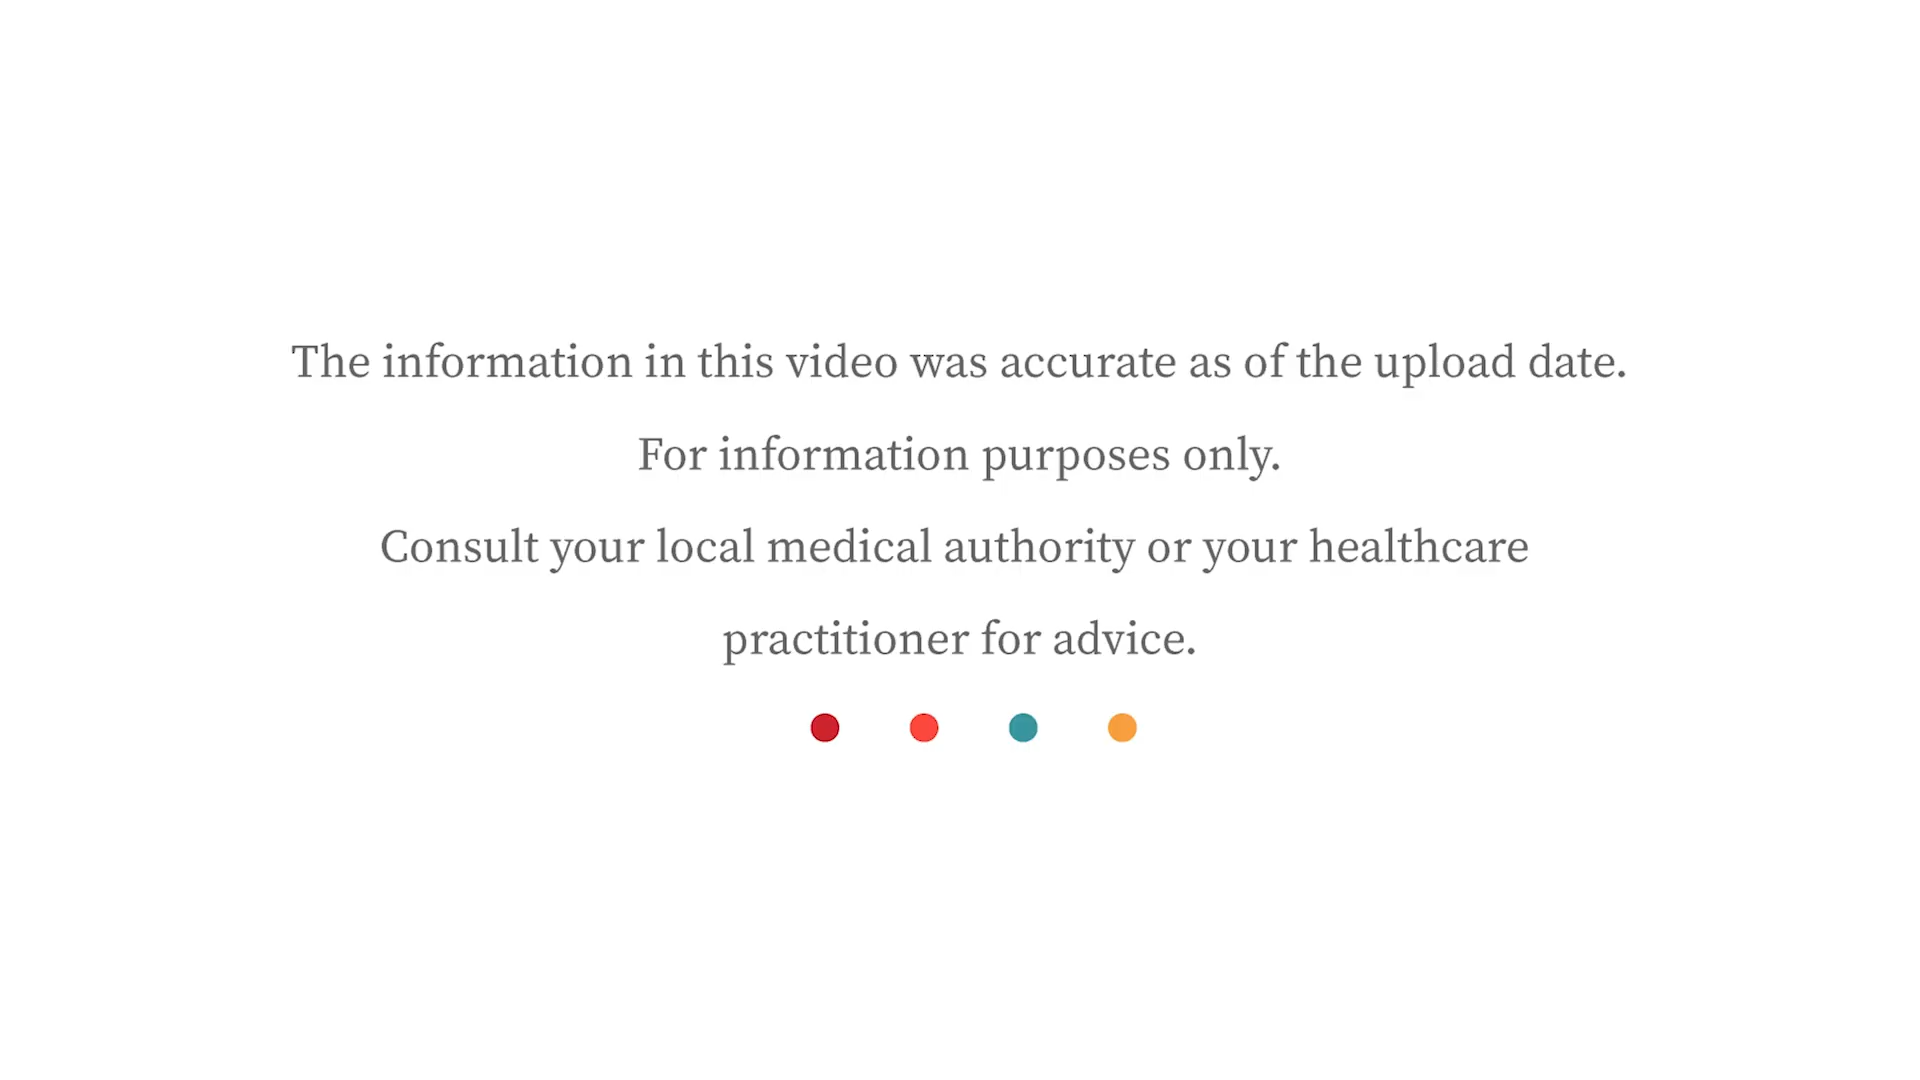 The information in this video was accurate as of the upload date.
For information purposes only.
Consult your local medical authority or your healthcare
practitioner for advice.